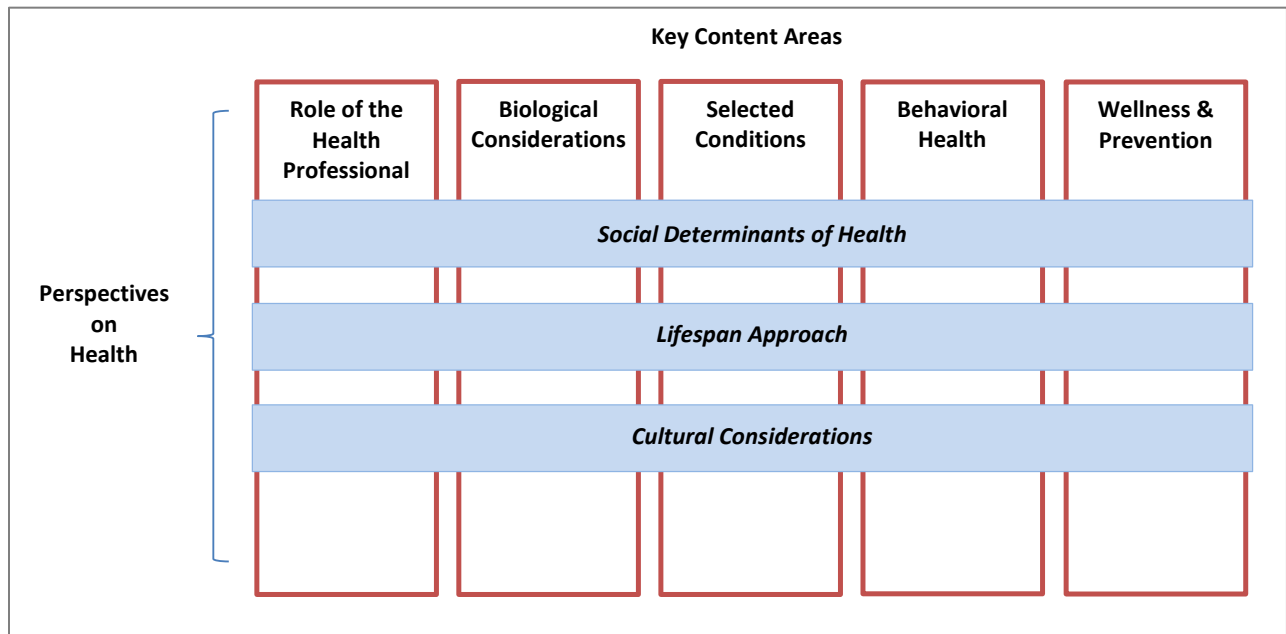 Key Content Areas
Role of the
Health
Professional
Biological
Considerations
Selected
Conditions
Behavioral
Health
Wellness &
Prevention
Social Determinants of Health
Perspectives
on
Health
Lifespan Approach
Cultural Considerations